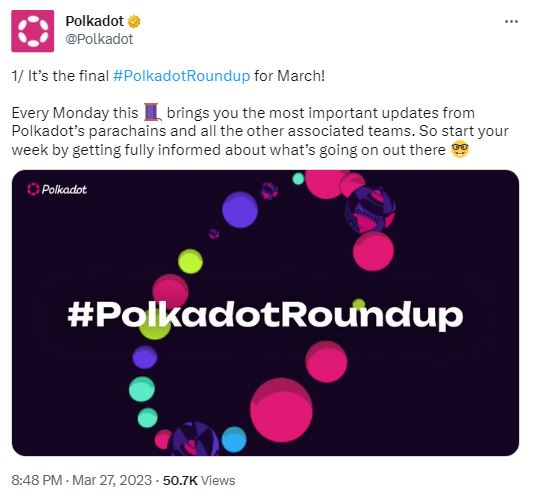 Polkadot
@Polkadot
1/ It’s the final #PolkadotRoundup for March!
Every Monday this 🧵 brings you the most important updates from
Polkadot’s parachains and all the other associated teams. So start your
week by getting fully informed about what’s going on out there 🤓
Polkadot
#PolkadotRoundup
8:48 PM · Mar 27, 2023 · 50.7K Views